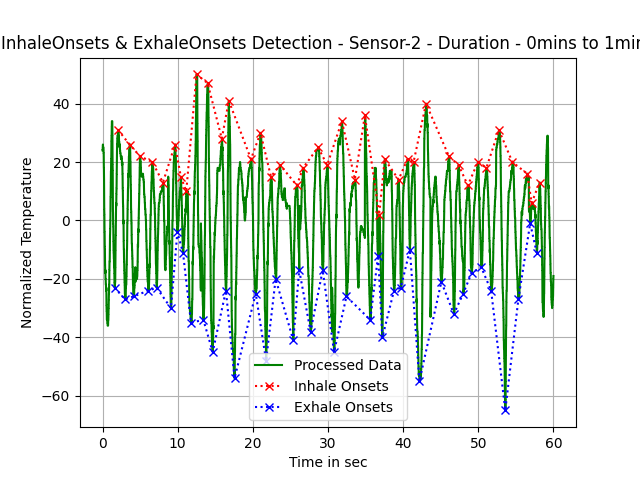 InhaleOnsets & ExhaleOnsets Detection - Sensor-2 - Duration - 0mins to 1min
Normalized Temperature
40
20
0
−20
−40
−60
Processed Data
Inhale Onsets
Exhale Onsets
0 10 20 30 40 50 60
Time in sec